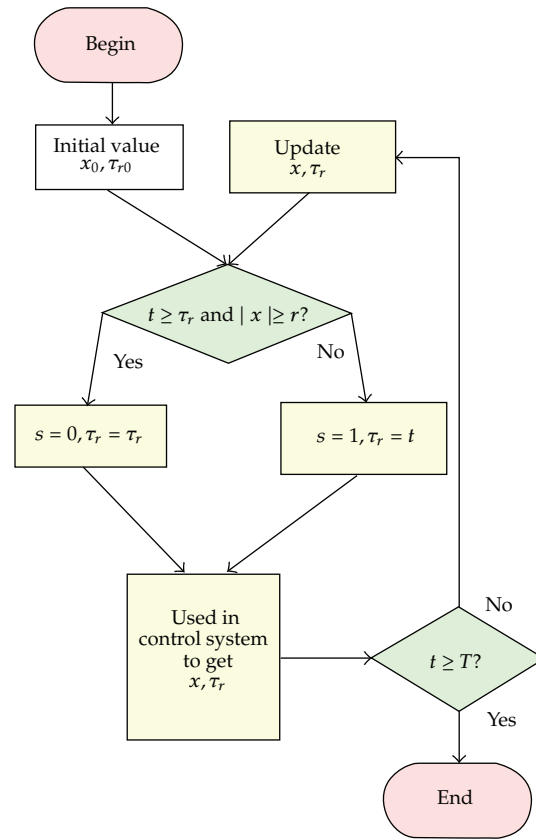 Begin
Initial value
x₀, τᵣ₀
Update
x, τᵣ
t ≥ τᵣ and | x |≥ r?
Yes
No
s = 0, τᵣ = τᵣ
s = 1, τᵣ = t
Used in
control system
to get
x, τᵣ
No
t ≥ T?
Yes
End